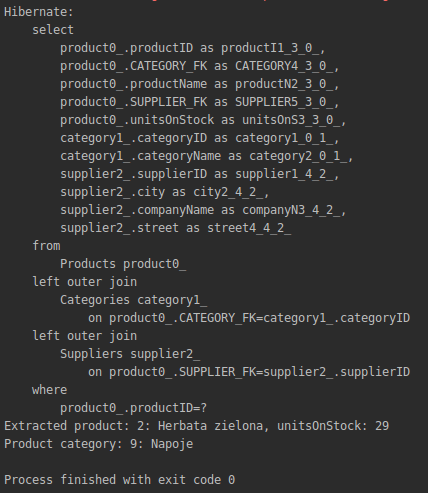 Hibernate:
    select
        product0_.productID as productI1_3_0_,
        product0_.CATEGORY_FK as CATEGORY4_3_0_,
        product0_.productName as productN2_3_0_,
        product0_.SUPPLIER_FK as SUPPLIER5_3_0_,
        product0_.unitsOnStock as unitsOnS3_3_0_,
        category1_.categoryID as category1_0_1_,
        category1_.categoryName as category2_0_1_,
        supplier2_.supplierID as supplier1_4_2_,
        supplier2_.city as city2_4_2_,
        supplier2_.companyName as companyN3_4_2_,
        supplier2_.street as street4_4_2_
    from
        Products product0_
    left outer join
        Categories category1_
            on product0_.CATEGORY_FK=category1_.categoryID
    left outer join
        Suppliers supplier2_
            on product0_.SUPPLIER_FK=supplier2_.supplierID
    where
        product0_.productID=?
Extracted product: 2: Herbata zielona, unitsOnStock: 29
Product category: 9: Napoje
Process finished with exit code 0